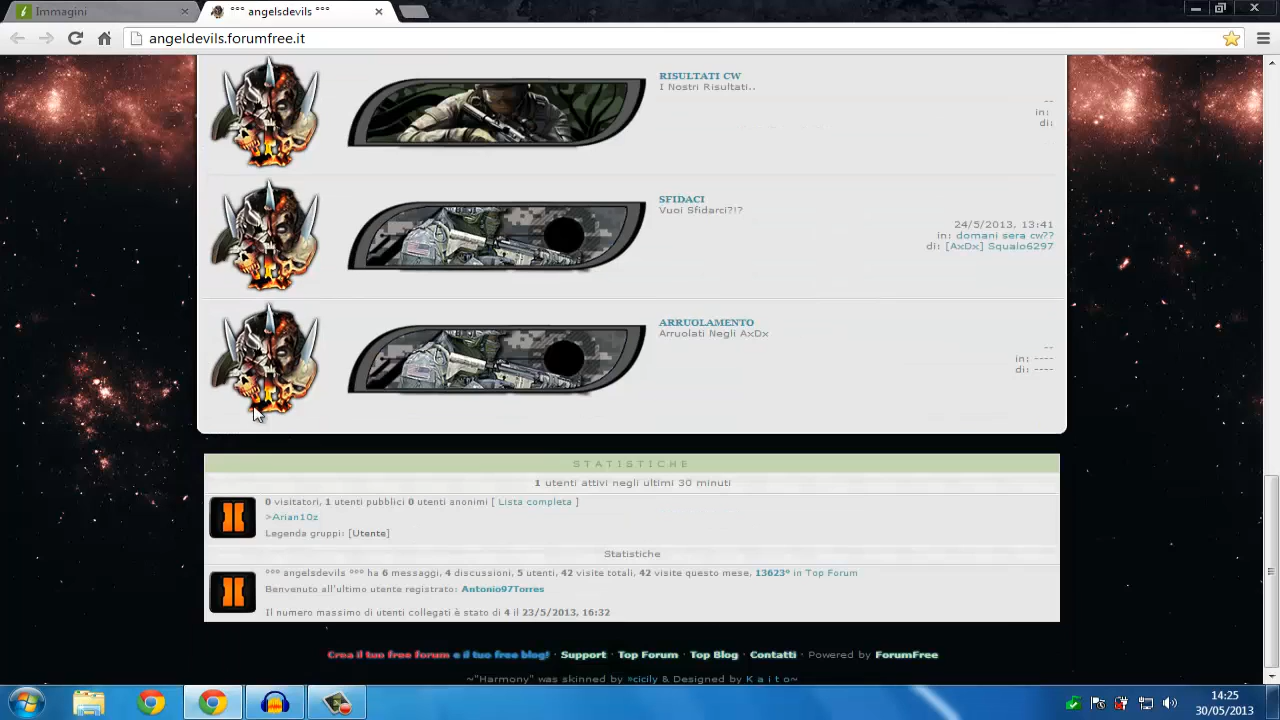 Immagini
°°° angelsdevils °°°
angeldevils.forumfree.it
RISULTATI CW
I Nostri Risultati..
--
in:
di:
SFIDACI
Vuoi Sfidarci?!?
24/5/2013, 13:41
in: domani sera cw??
di: [AxDx] Squalo6297
ARRUOLAMENTO
Arruolati Negli AxDx
--
in: ----
di: ----
STATISTICHE
1 utenti attivi negli ultimi 30 minuti
0 visitatori, 1 utenti pubblici 0 utenti anonimi [ Lista completa ]
>Arian10z
Legenda gruppi: [Utente]
Statistiche
°°° angelsdevils °°° ha 6 messaggi, 4 discussioni, 5 utenti, 42 visite totali, 42 visite questo mese, 13623° in Top Forum
Benvenuto all'ultimo utente registrato: Antonio97Torres
Il numero massimo di utenti collegati è stato di 4 il 23/5/2013, 16:32
Crea il tuo free forum e il tuo free blog! · Support · Top Forum · Top Blog · Contatti · Powered by ForumFree
~"Harmony" was skinned by »cicily & Designed by K a i t o~
14:25
30/05/2013